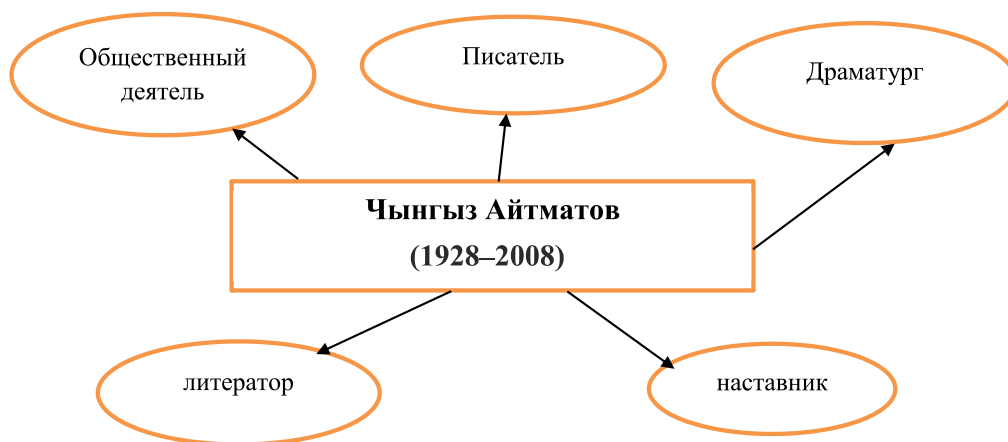 Общественный
деятель
Писатель
Драматург
Чынгыз Айтматов
(1928–2008)
литератор
наставник